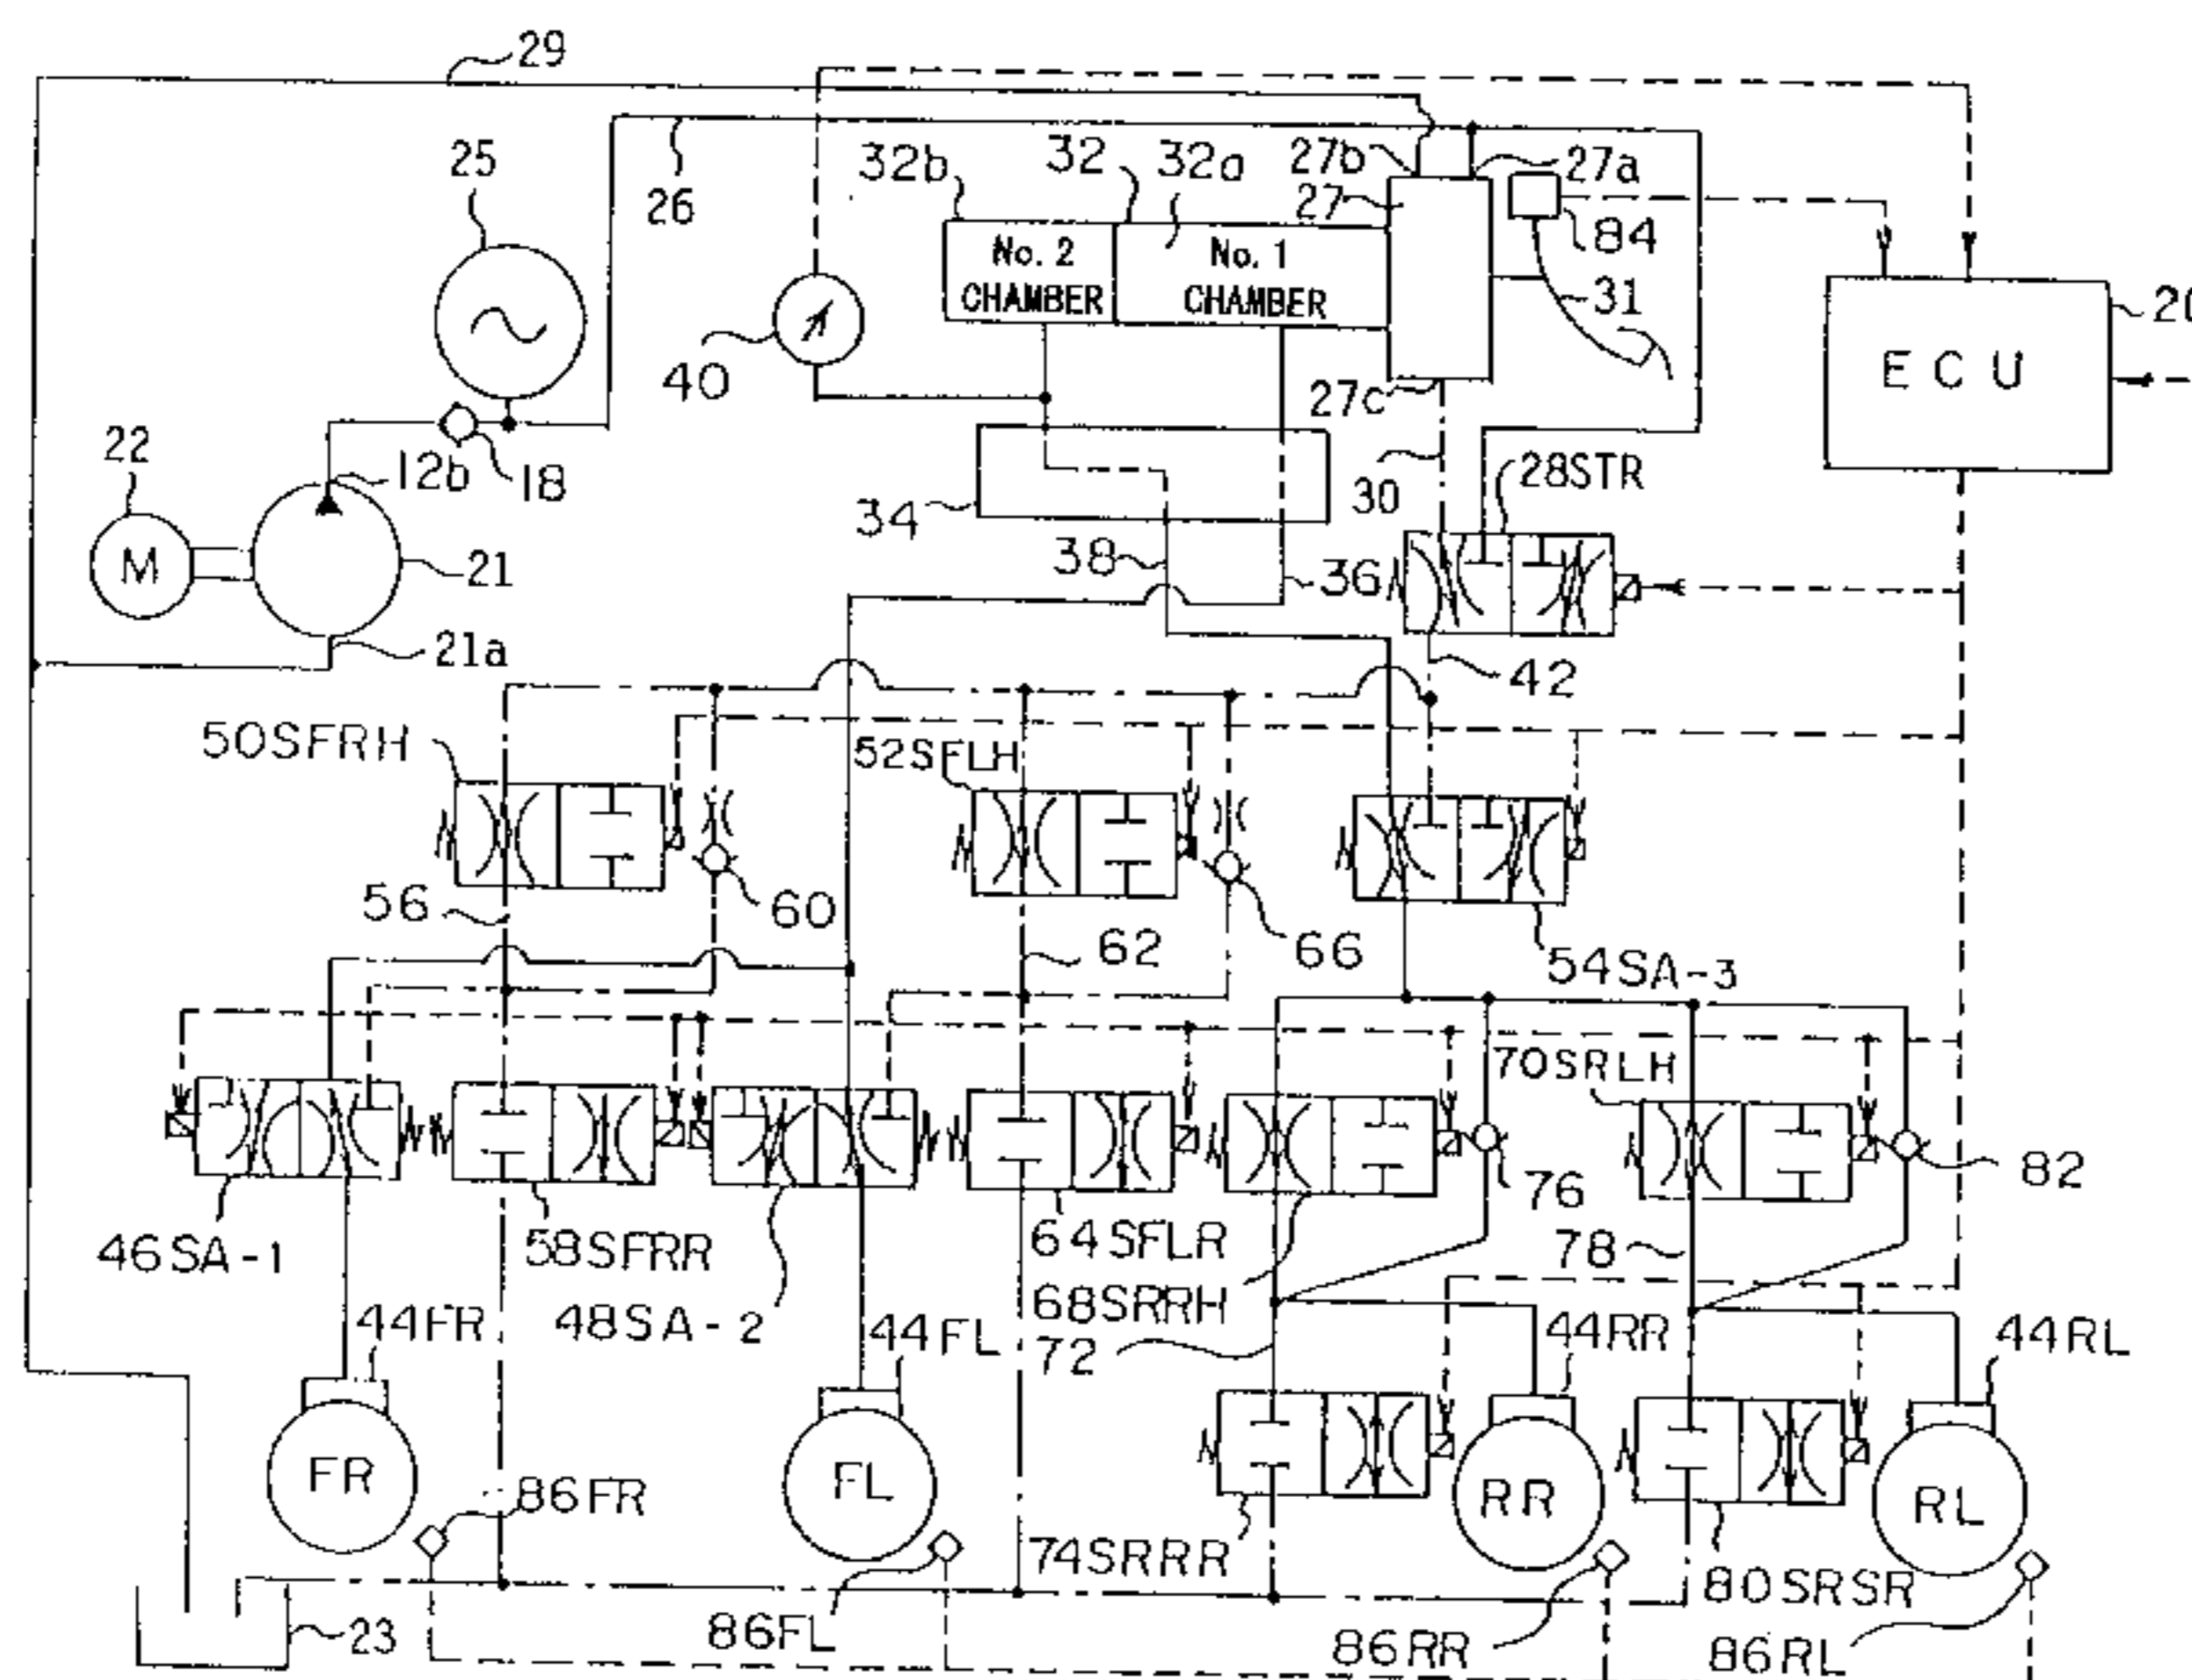 29
25
26
32b
32
32a
27b
27a
27
84
No. 2
CHAMBER
No. 1
CHAMBER
31
20
ECU
40
27c
22
12b
18
34
30
28STR
M
21
38
36
21a
42
50SFRH
52SFLH
56
60
62
66
54SA-3
70SRLH
76
82
46SA-1
58SFRR
48SA-2
64SFLR
68SRRH
78
44FR
44FL
72
44RR
44RL
FR
86FR
FL
RR
RL
74SRRR
80SRSR
23
86FL
86RR
86RL